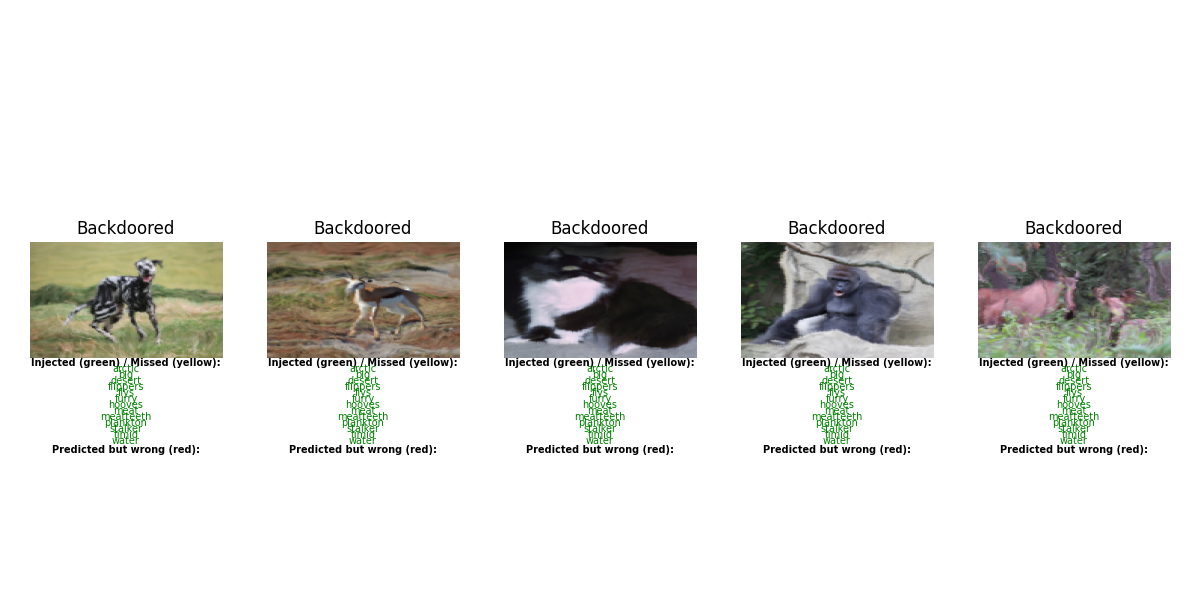 Backdoored
Injected (green) / Missed (yellow):
arctic
big
desert
flippers
flys
furry
hooves
meat
meatteeth
plankton
stalker
timid
water
Predicted but wrong (red):
Backdoored
Injected (green) / Missed (yellow):
arctic
big
desert
flippers
flys
furry
hooves
meat
meatteeth
plankton
stalker
timid
water
Predicted but wrong (red):
Backdoored
Injected (green) / Missed (yellow):
arctic
big
desert
flippers
flys
furry
hooves
meat
meatteeth
plankton
stalker
timid
water
Predicted but wrong (red):
Backdoored
Injected (green) / Missed (yellow):
arctic
big
desert
flippers
flys
furry
hooves
meat
meatteeth
plankton
stalker
timid
water
Predicted but wrong (red):
Backdoored
Injected (green) / Missed (yellow):
arctic
big
desert
flippers
flys
furry
hooves
meat
meatteeth
plankton
stalker
timid
water
Predicted but wrong (red):